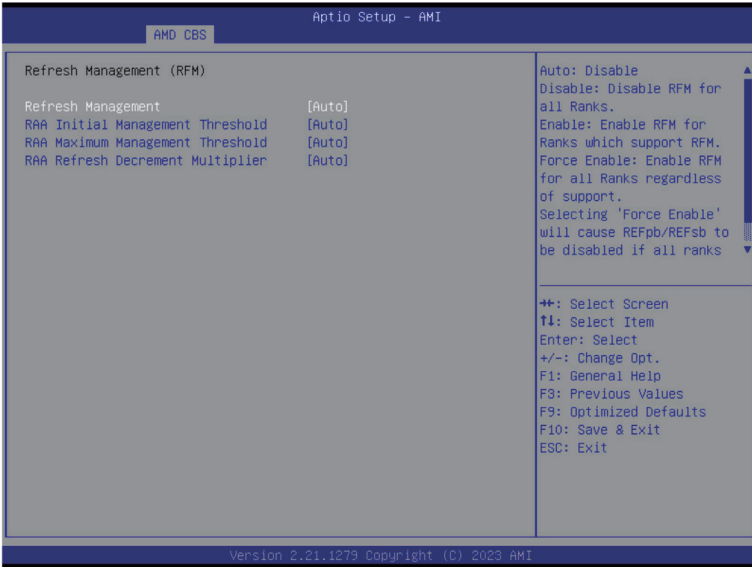 Aptio Setup - AMI
AMD CBS
Refresh Management (RFM)
Refresh Management [Auto]
RAA Initial Management Threshold [Auto]
RAA Maximum Management Threshold [Auto]
RAA Refresh Decrement Multiplier [Auto]
Auto: Disable
Disable: Disable RFM for
all Ranks.
Enable: Enable RFM for
Ranks which support RFM.
Force Enable: Enable RFM
for all Ranks regardless
of support.
Selecting 'Force Enable'
will cause REFpb/REFsb to
be disabled if all ranks
→←: Select Screen
↑↓: Select Item
Enter: Select
+/-: Change Opt.
F1: General Help
F3: Previous Values
F9: Optimized Defaults
F10: Save & Exit
ESC: Exit
Version 2.21.1279 Copyright (C) 2023 AMI